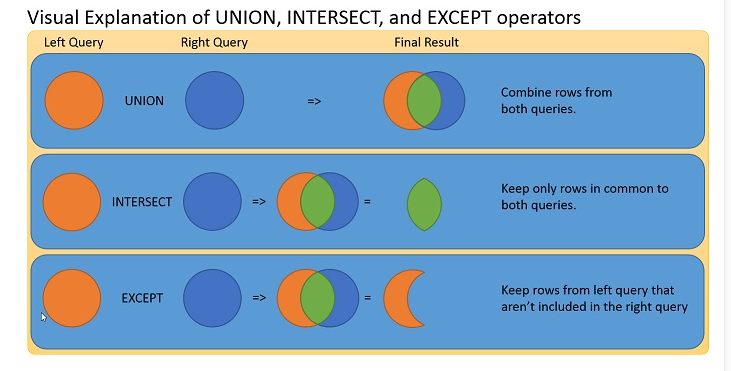 Visual Explanation of UNION, INTERSECT, and EXCEPT operators
Left Query
Right Query
Final Result
UNION
=>
Combine rows from
both queries.
INTERSECT
=>
=
Keep only rows in common to
both queries.
EXCEPT
=>
=
Keep rows from left query that
aren't included in the right query